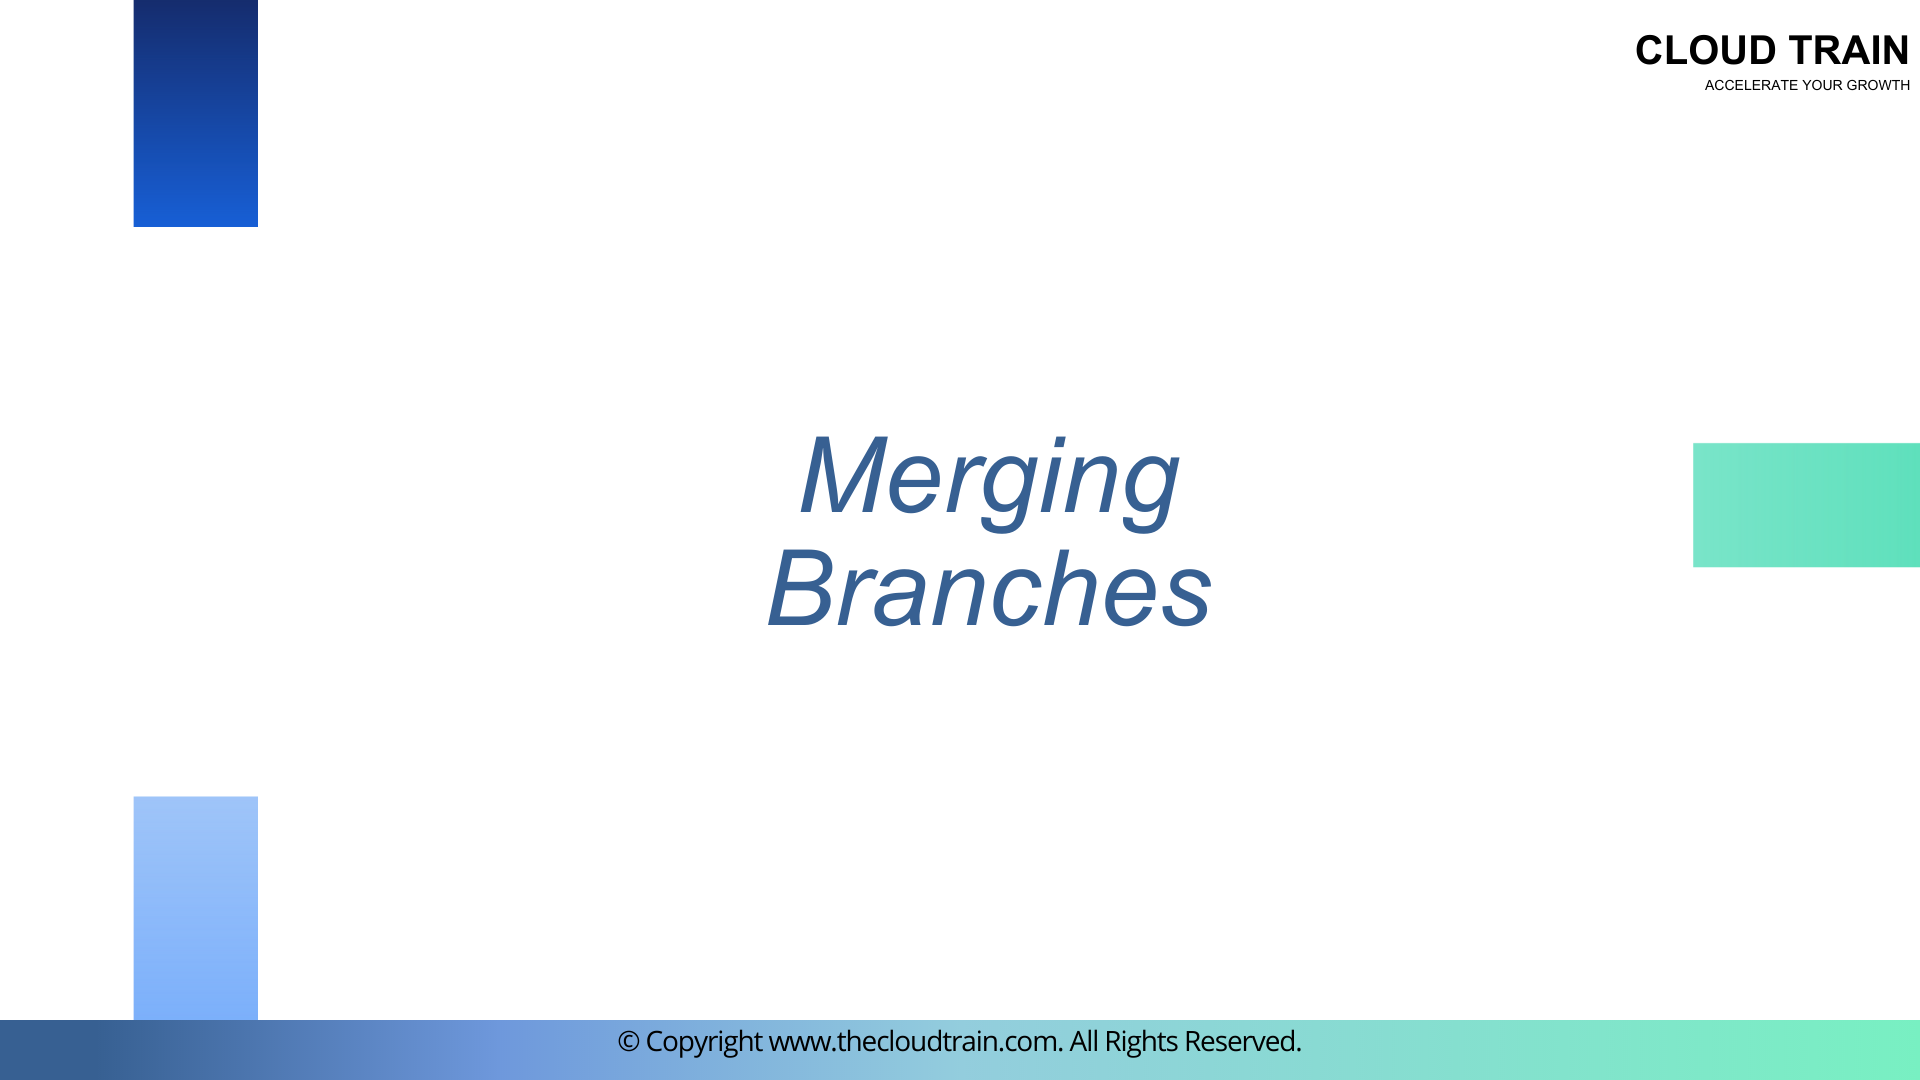 CLOUD TRAIN
ACCELERATE YOUR GROWTH
Merging
Branches
© Copyright www.thecloudtrain.com. All Rights Reserved.